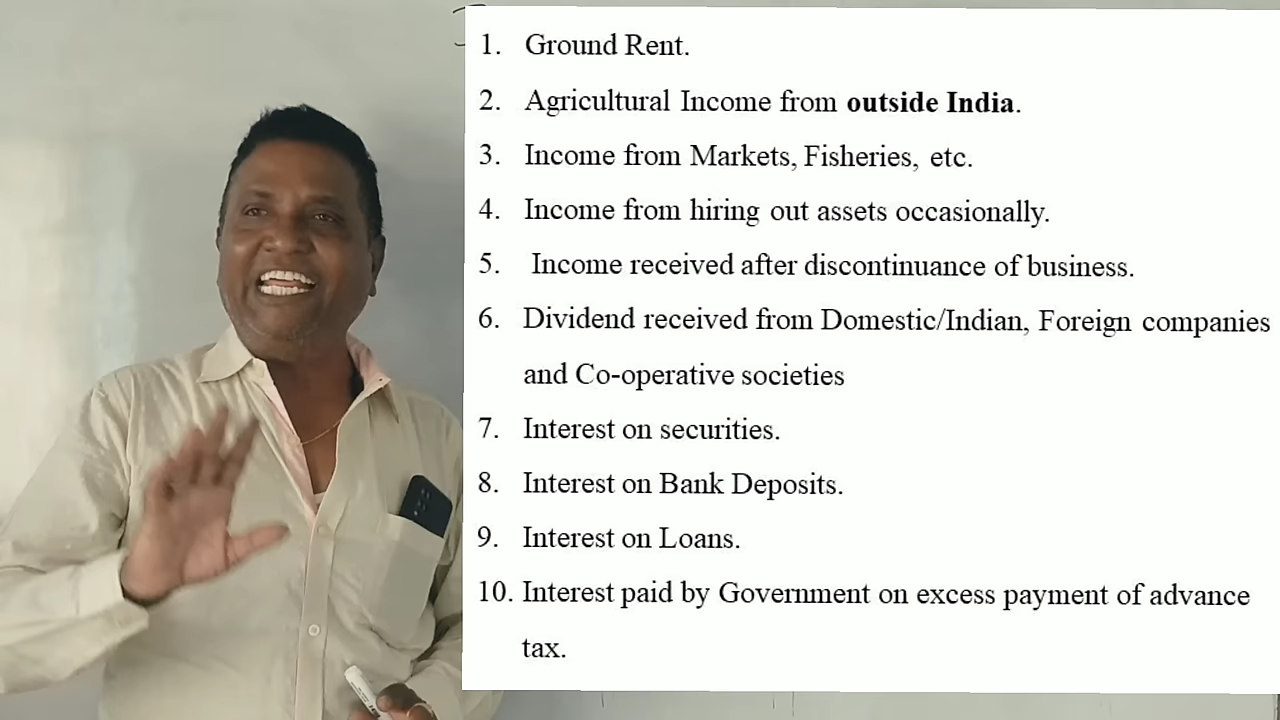 1. Ground Rent.
2. Agricultural Income from outside India.
3. Income from Markets, Fisheries, etc.
4. Income from hiring out assets occasionally.
5. Income received after discontinuance of business.
6. Dividend received from Domestic/Indian, Foreign companies
and Co-operative societies
7. Interest on securities.
8. Interest on Bank Deposits.
9. Interest on Loans.
10. Interest paid by Government on excess payment of advance
tax.